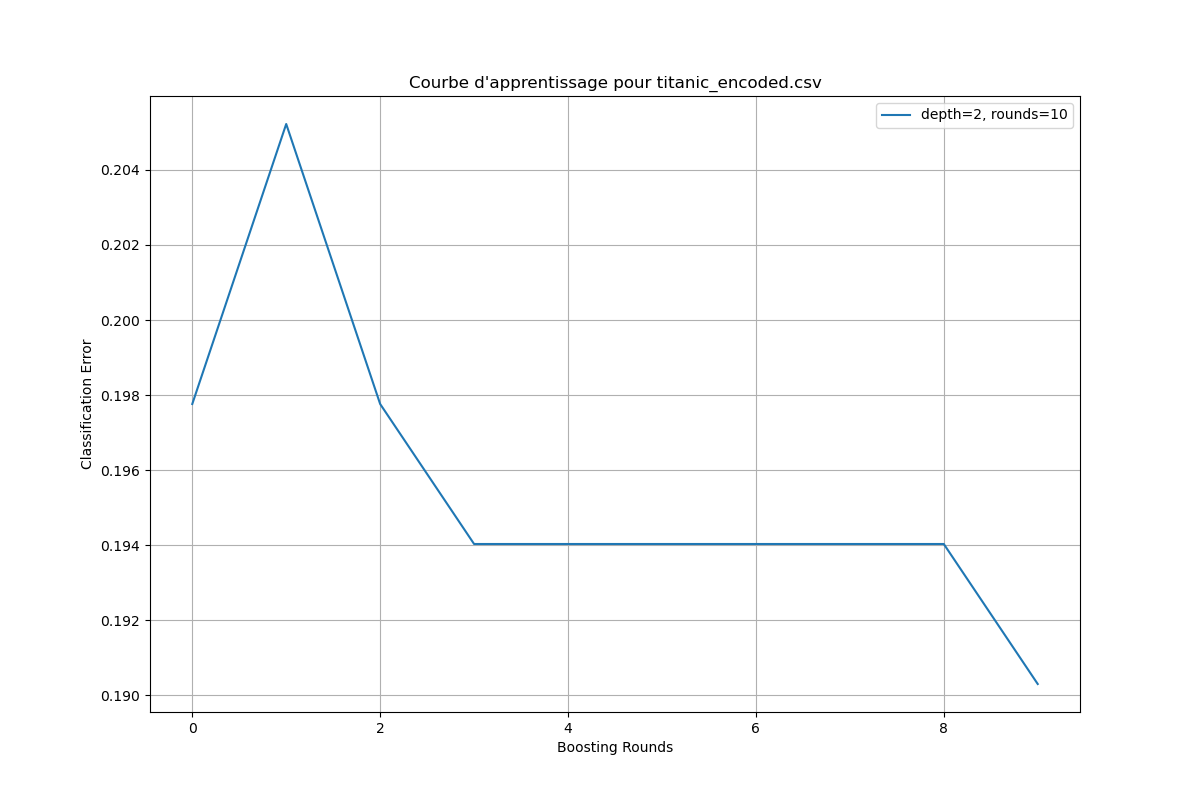 Courbe d'apprentissage pour titanic_encoded.csv
depth=2, rounds=10
0.204
0.202
0.200
0.198
0.196
0.194
0.192
0.190
Classification Error
0 2 4 6 8
Boosting Rounds